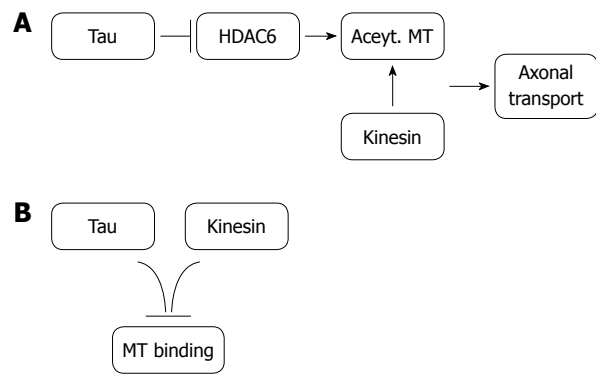 A
Tau
HDAC6
Aceyt. MT
Axonal
transport
Kinesin
B
Tau
Kinesin
MT binding